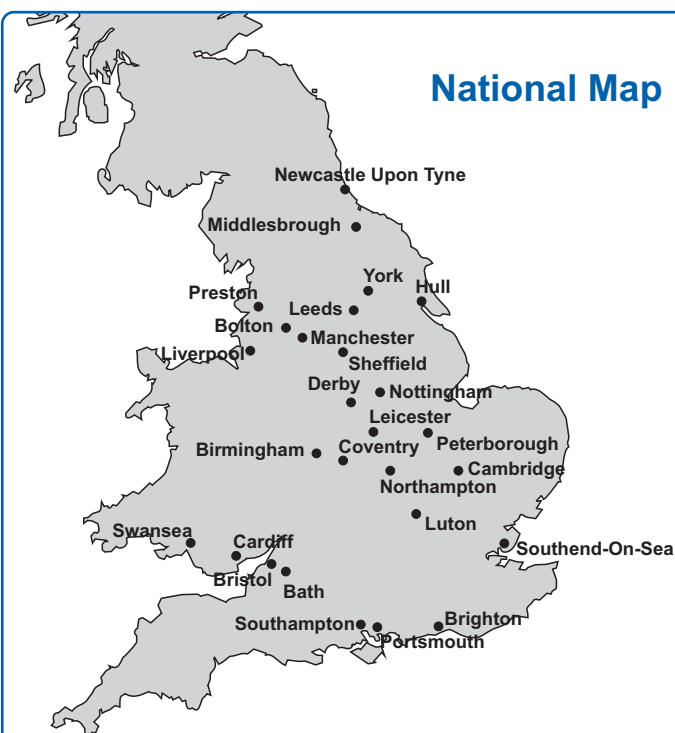 National Map
Newcastle Upon Tyne
Middlesbrough
York
Hull
Preston
Leeds
Bolton
Manchester
Liverpool
Sheffield
Derby
Nottingham
Leicester
Peterborough
Birmingham
Coventry
Cambridge
Northampton
Luton
Swansea
Cardiff
Southend-On-Sea
Bristol
Bath
Southampton
Brighton
Portsmouth